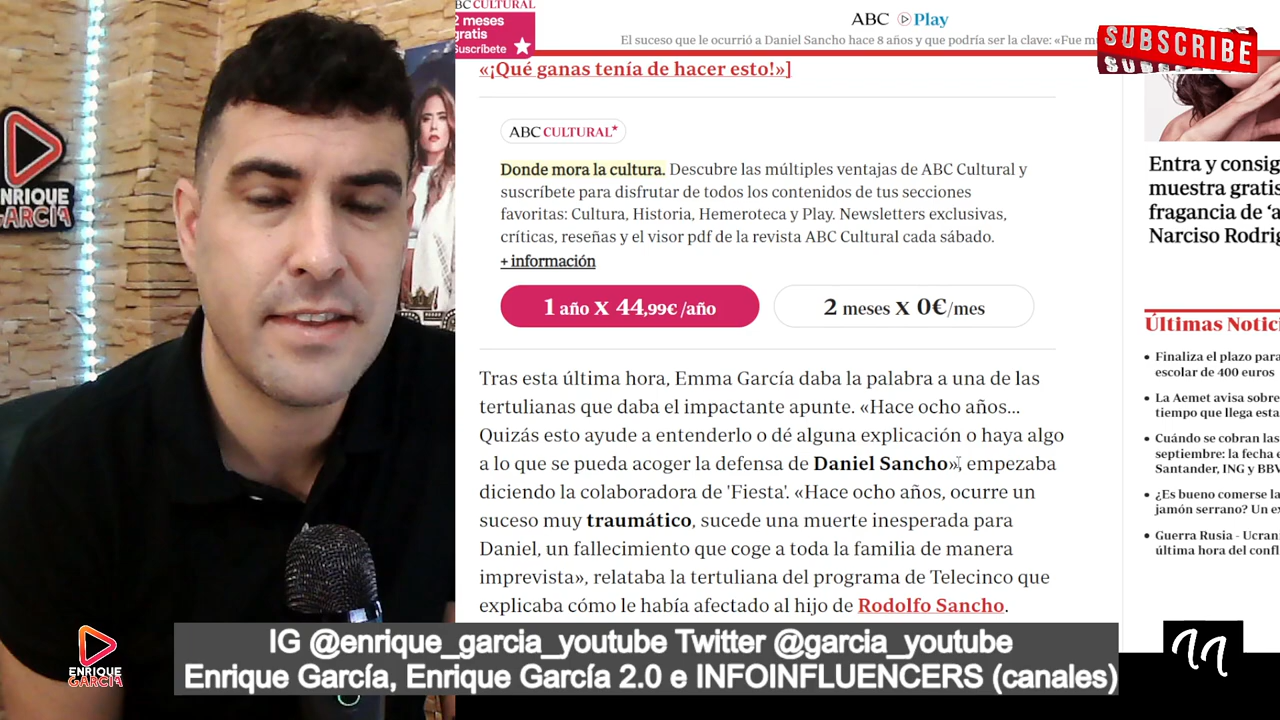 BC CULTURAL
2 meses
gratis
Suscríbete
ABC Play
El suceso que le ocurrió a Daniel Sancho hace 8 años y que podría ser la clave: «Fue
SUBSCRIBE
«¡Qué ganas tenía de hacer esto!»]
ABC CULTURAL*
Donde mora la cultura. Descubre las múltiples ventajas de ABC Cultural y
suscríbete para disfrutar de todos los contenidos de tus secciones
favoritas: Cultura, Historia, Hemeroteca y Play. Newsletters exclusivas,
críticas, reseñas y el visor pdf de la revista ABC Cultural cada sábado.
+ información
1 año x 44,99€ /año
2 meses x 0€/mes
Tras esta última hora, Emma García daba la palabra a una de las
tertulianas que daba el impactante apunte. «Hace ocho años...
Quizás esto ayude a entenderlo o dé alguna explicación o haya algo
a lo que se pueda acoger la defensa de Daniel Sancho», empezaba
diciendo la colaboradora de 'Fiesta'. «Hace ocho años, ocurre un
suceso muy traumático, sucede una muerte inesperada para
Daniel, un fallecimiento que coge a toda la familia de manera
imprevista», relataba la tertuliana del programa de Telecinco que
explicaba cómo le había afectado al hijo de Rodolfo Sancho.
Entra y consig
muestra gratis
fragancia de 'a
Narciso Rodrig
Últimas Notici
Finaliza el plazo para
escolar de 400 euros
La Aemet avisa sobre
tiempo que llega esta
Cuándo se cobran las
septiembre: la fecha e
Santander, ING y BBV
¿Es bueno comerse la
jamón serrano? Un ex
Guerra Rusia - Ucran
última hora del confl
ENRIQUE
GARCÍA
IG @enrique_garcia_youtube Twitter @garcia_youtube
Enrique García, Enrique García 2.0 e INFOINFLUENCERS (canales)
ENRIQUE
GARCÍA